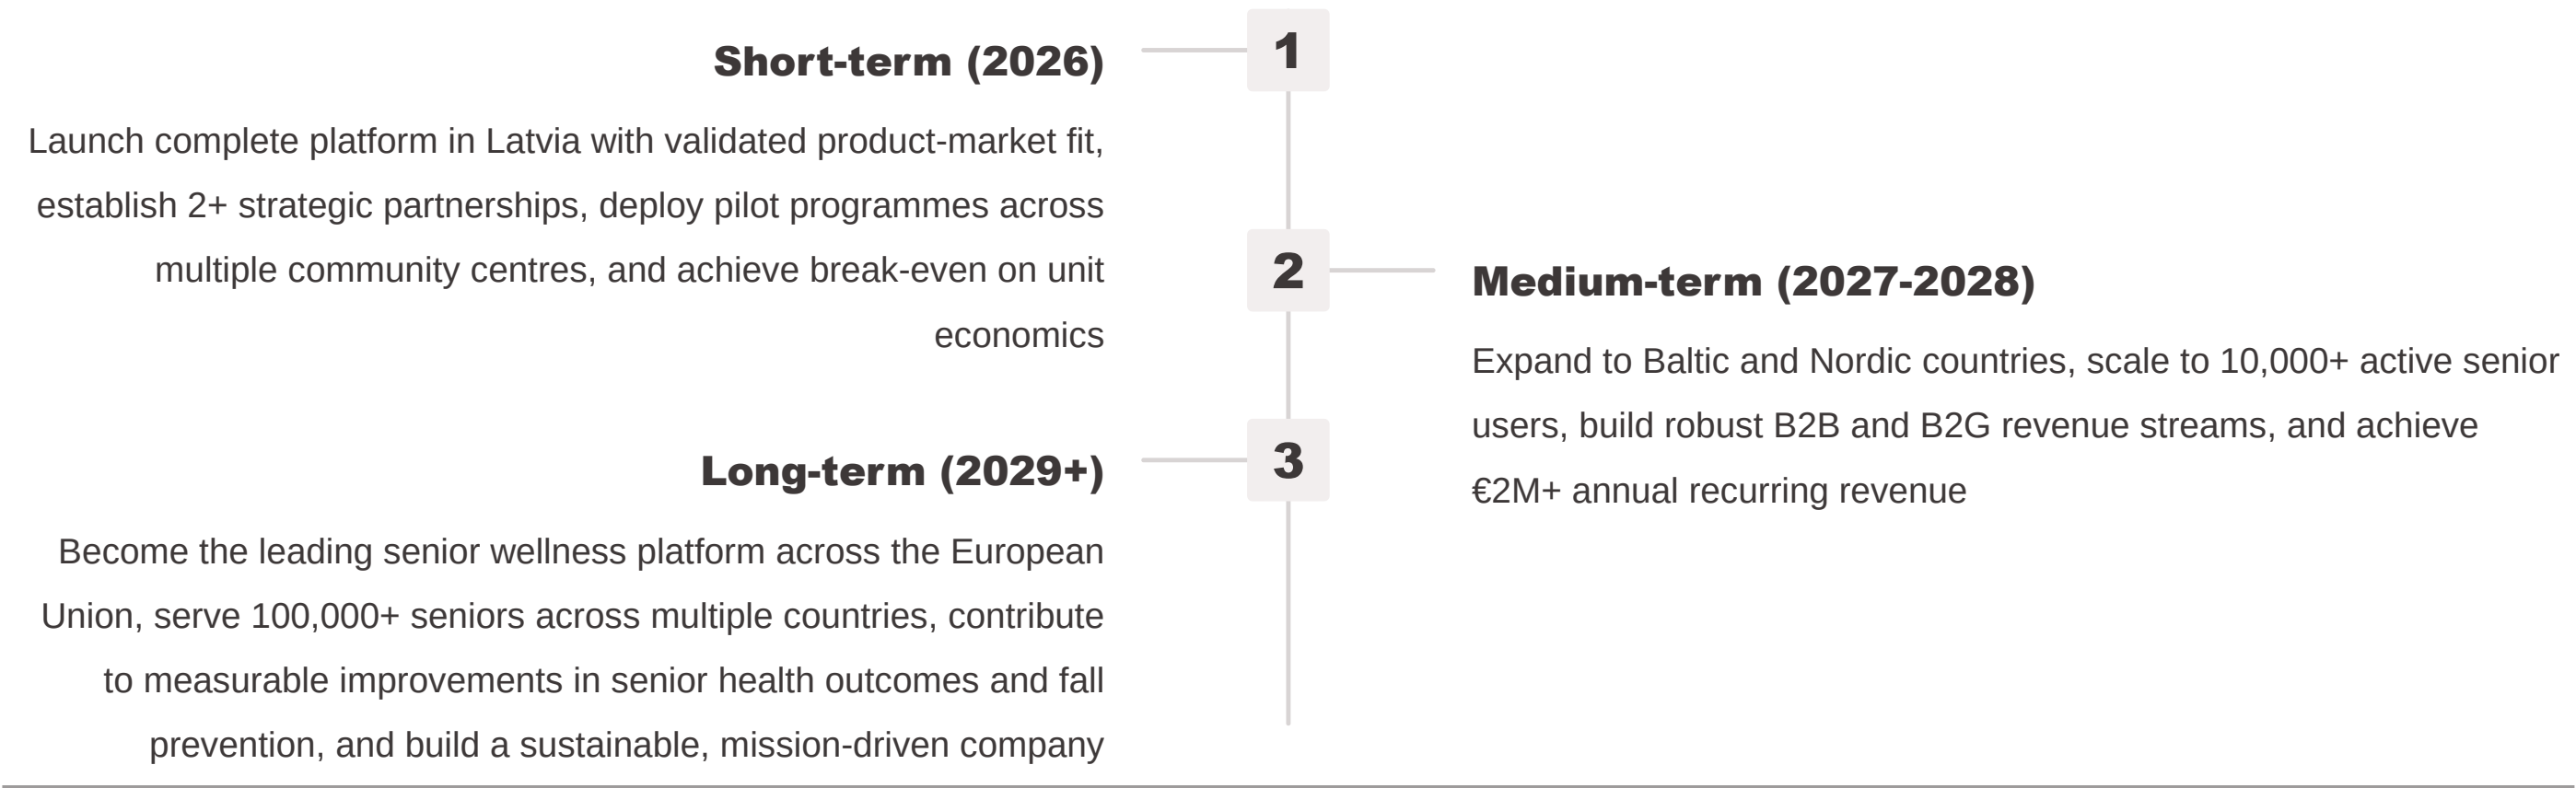 1
Short-term (2026)
Launch complete platform in Latvia with validated product-market fit,
establish 2+ strategic partnerships, deploy pilot programmes across
multiple community centres, and achieve break-even on unit
economics
2
Medium-term (2027-2028)
Expand to Baltic and Nordic countries, scale to 10,000+ active senior
users, build robust B2B and B2G revenue streams, and achieve
€2M+ annual recurring revenue
3
Long-term (2029+)
Become the leading senior wellness platform across the European
Union, serve 100,000+ seniors across multiple countries, contribute
to measurable improvements in senior health outcomes and fall
prevention, and build a sustainable, mission-driven company